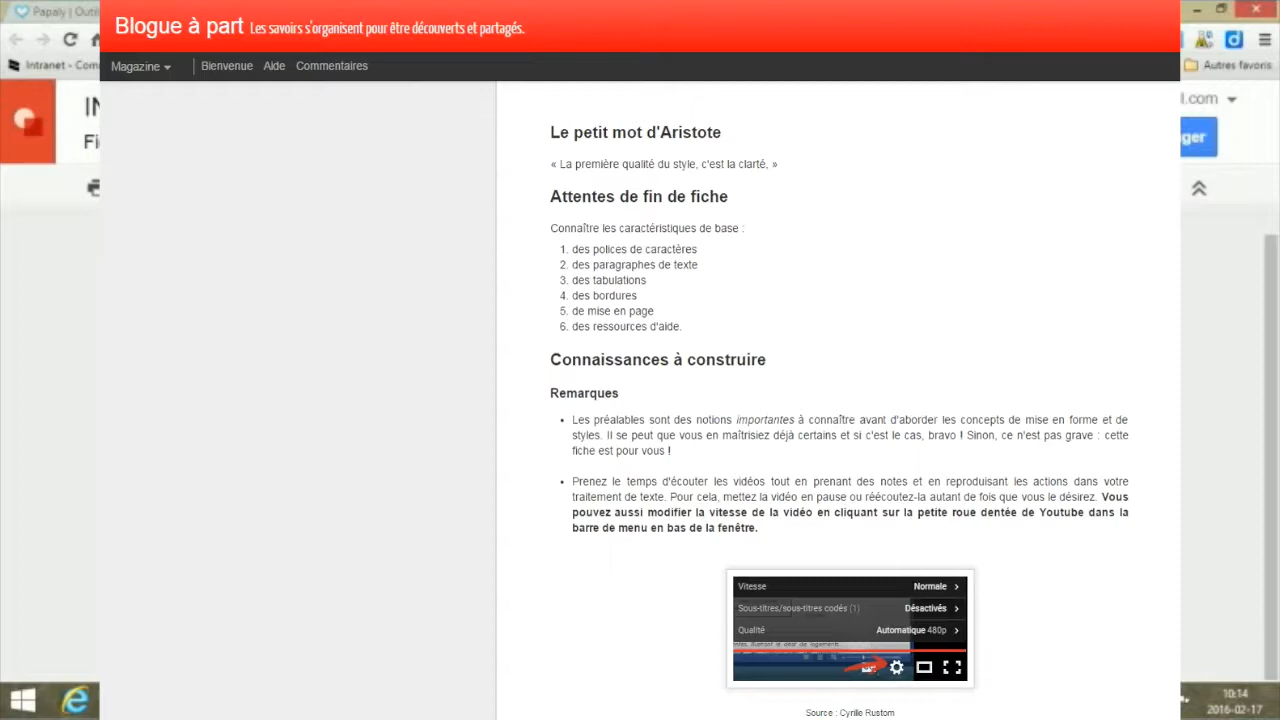 Papaly | Outil
Blogue à part Les savoirs s'organisent pour être découverts et partagés.
Intranet - Com
Magazine
Bienvenue
Aide
Commentaires
Autres favoris
IN
l.com
Fi
ger
Le petit mot d'Aristote
« La première qualité du style, c'est la clarté, »
Attentes de fin de fiche
Connaître les caractéristiques de base :
1. des polices de caractères
2. des paragraphes de texte
3. des tabulations
4. des bordures
5. de mise en page
6. des ressources d'aide.
Connaissances à construire
Remarques
• Les préalables sont des notions importantes à connaître avant d'aborder les concepts de mise en forme et de
styles. Il se peut que vous en maîtrisiez déjà certains et si c'est le cas, bravo ! Sinon, ce n'est pas grave : cette
fiche est pour vous !
• Prenez le temps d'écouter les vidéos tout en prenant des notes et en reproduisant les actions dans votre
traitement de texte. Pour cela, mettez la vidéo en pause ou réécoutez-la autant de fois que vous le désirez. Vous
pouvez aussi modifier la vitesse de la vidéo en cliquant sur la petite roue dentée de Youtube dans la
barre de menu en bas de la fenêtre.
Vitesse Normale
Sous-titres/sous-titres codés (1) Désactivés
Qualité Automatique 480p
Source : Cyrille Rustom
10:14
2016-02-17